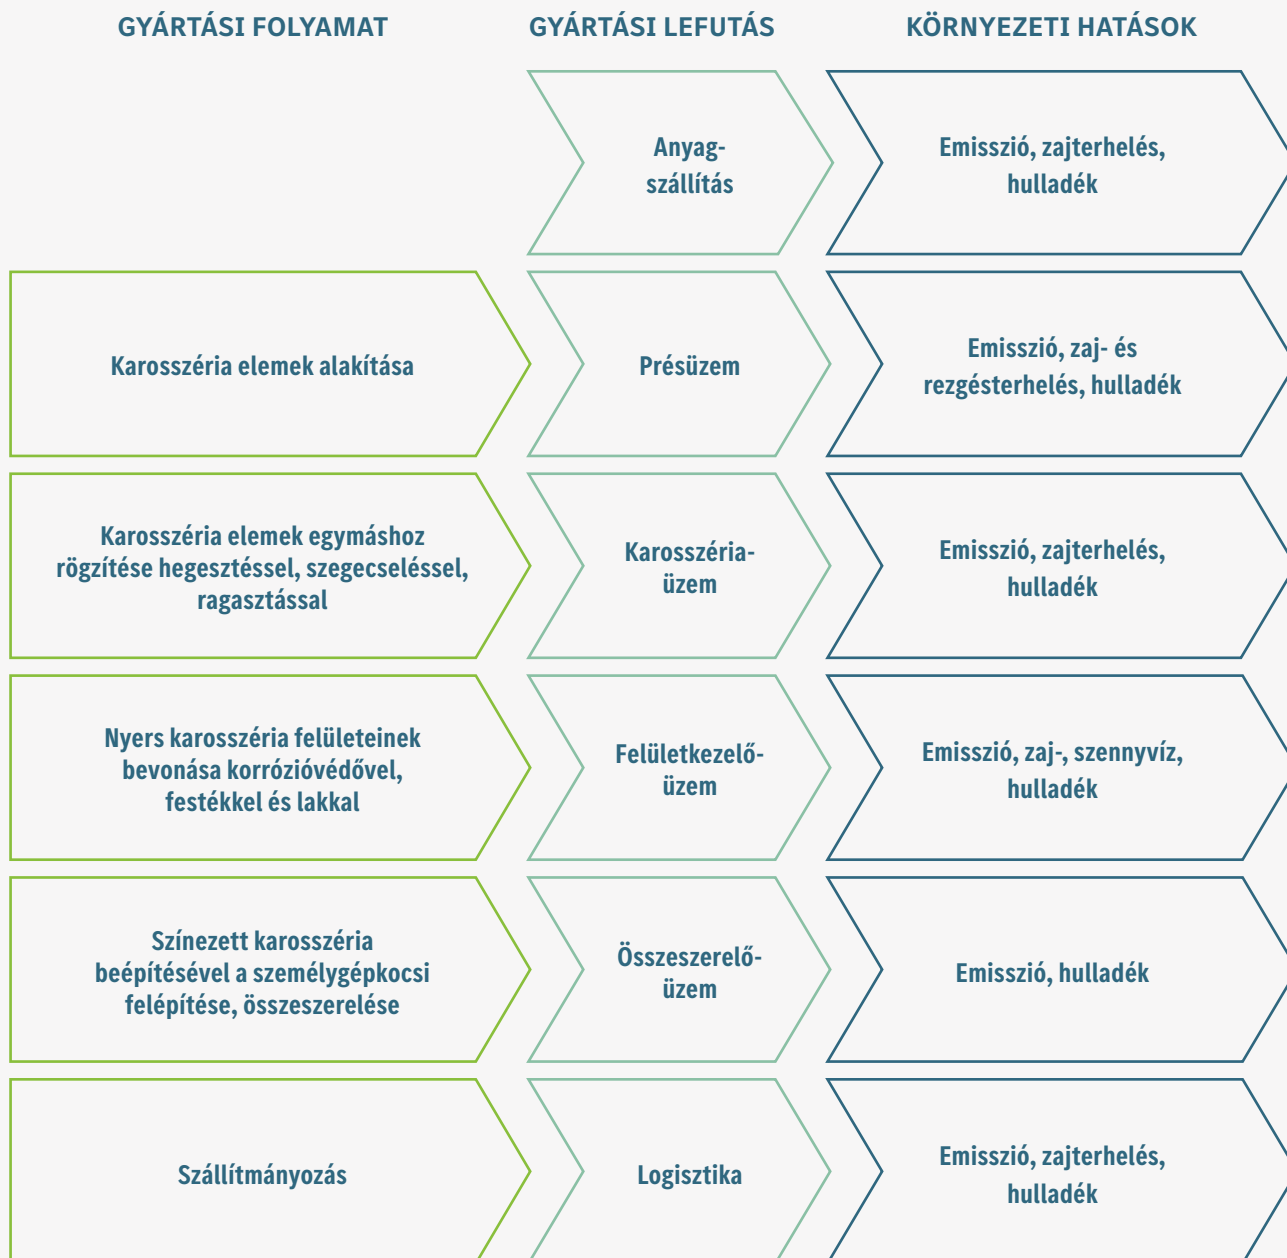 GYÁRTÁSI FOLYAMAT
GYÁRTÁSI LEFUTÁS
KÖRNYEZETI HATÁSOK
Anyag-
szállítás
Emisszió, zajterhelés,
hulladék
Karosszéria elemek alakítása
Présüzem
Emisszió, zaj- és
rezgésterhelés, hulladék
Karosszéria elemek egymáshoz
rögzítése hegesztéssel, szegecseléssel,
ragasztással
Karosszéria-
üzem
Emisszió, zajterhelés,
hulladék
Nyers karosszéria felületeinek
bevonása korrózióvédővel,
festékkel és lakkal
Felületkezelő-
üzem
Emisszió, zaj-, szennyvíz,
hulladék
Színezett karosszéria
beépítésével a személygépkocsi
felépítése, összeszerelése
Összeszerelő-
üzem
Emisszió, hulladék
Szállítmányozás
Logisztika
Emisszió, zajterhelés,
hulladék